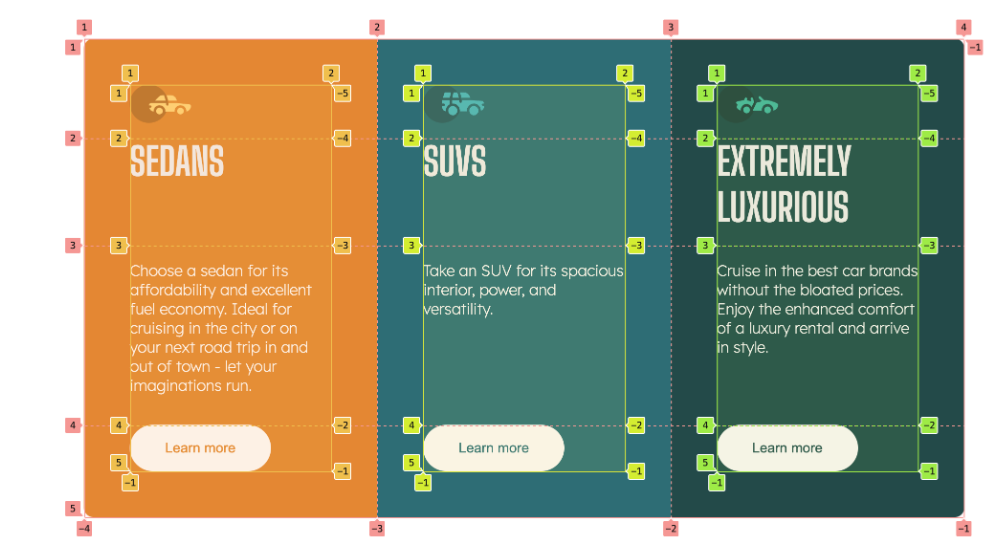 1 2 3 4
1 -1
1 2 1 2 1 2
1 -5 1 -5 1 -5
2 2 -4 2 -4 2 -4
SEDANS SUVS EXTREMELY
LUXURIOUS
3 3 -3 3 -3 3 -3
Choose a sedan for its
affordability and excellent
fuel economy. Ideal for
cruising in the city or on
your next road trip in and
out of town - let your
imaginations run.
Take an SUV for its spacious
interior, power, and
versatility.
Cruise in the best car brands
without the bloated prices.
Enjoy the enhanced comfort
of a luxury rental and arrive
in style.
4 4 -2 4 -2 4 -2
Learn more Learn more Learn more
5 -1 5 -1 5 -1
-1 -1 -1
5
-4 -3 -2 -1